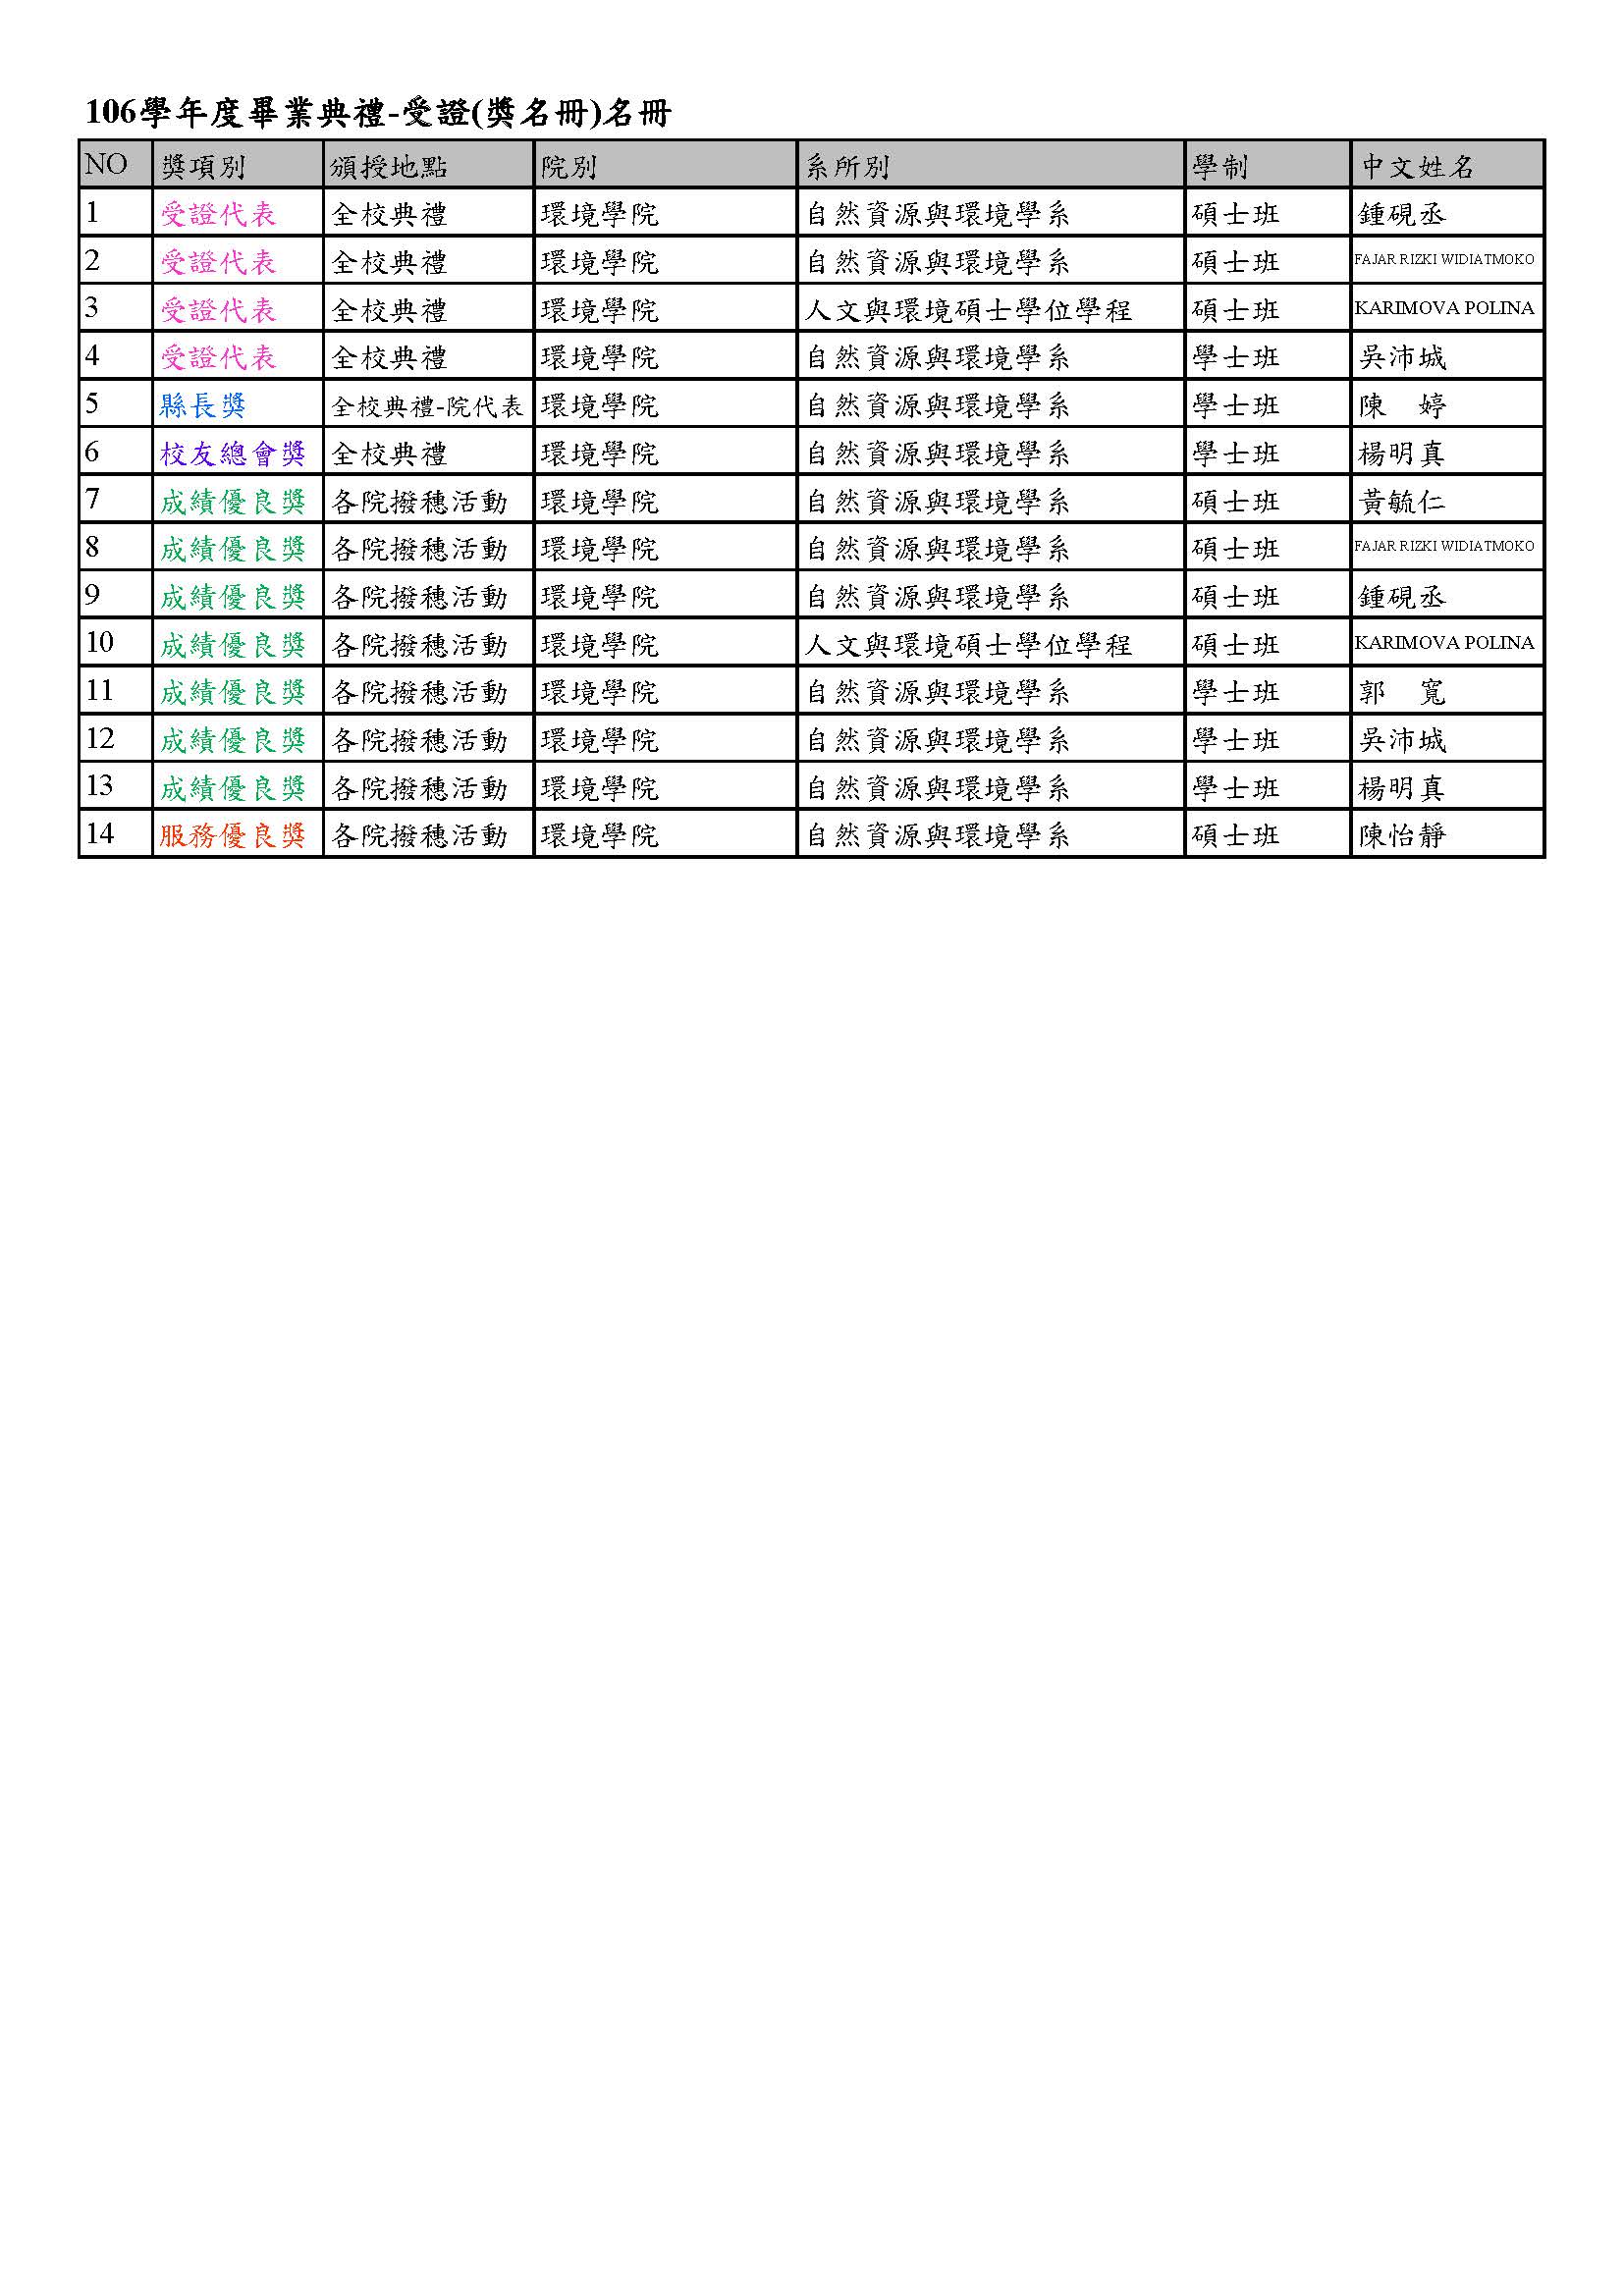 106學年度畢業典禮-受證(獎名冊)名冊
NO 獎項別 頒授地點 院別 系所別 學制 中文姓名
1 受證代表 全校典禮 環境學院 自然資源與環境學系 碩士班 鍾硯丞
2 受證代表 全校典禮 環境學院 自然資源與環境學系 碩士班 FAJAR RIZKI WIDIATMOKO
3 受證代表 全校典禮 環境學院 人文與環境碩士學位學程 碩士班 KARIMOVA POLINA
4 受證代表 全校典禮 環境學院 自然資源與環境學系 學士班 吳沛城
5 縣長獎 全校典禮-院代表 環境學院 自然資源與環境學系 學士班 陳　婷
6 校友總會獎 全校典禮 環境學院 自然資源與環境學系 學士班 楊明真
7 成績優良獎 各院撥穗活動 環境學院 自然資源與環境學系 碩士班 黃毓仁
8 成績優良獎 各院撥穗活動 環境學院 自然資源與環境學系 碩士班 FAJAR RIZKI WIDIATMOKO
9 成績優良獎 各院撥穗活動 環境學院 自然資源與環境學系 碩士班 鍾硯丞
10 成績優良獎 各院撥穗活動 環境學院 人文與環境碩士學位學程 碩士班 KARIMOVA POLINA
11 成績優良獎 各院撥穗活動 環境學院 自然資源與環境學系 學士班 郭　寬
12 成績優良獎 各院撥穗活動 環境學院 自然資源與環境學系 學士班 吳沛城
13 成績優良獎 各院撥穗活動 環境學院 自然資源與環境學系 學士班 楊明真
14 服務優良獎 各院撥穗活動 環境學院 自然資源與環境學系 碩士班 陳怡靜